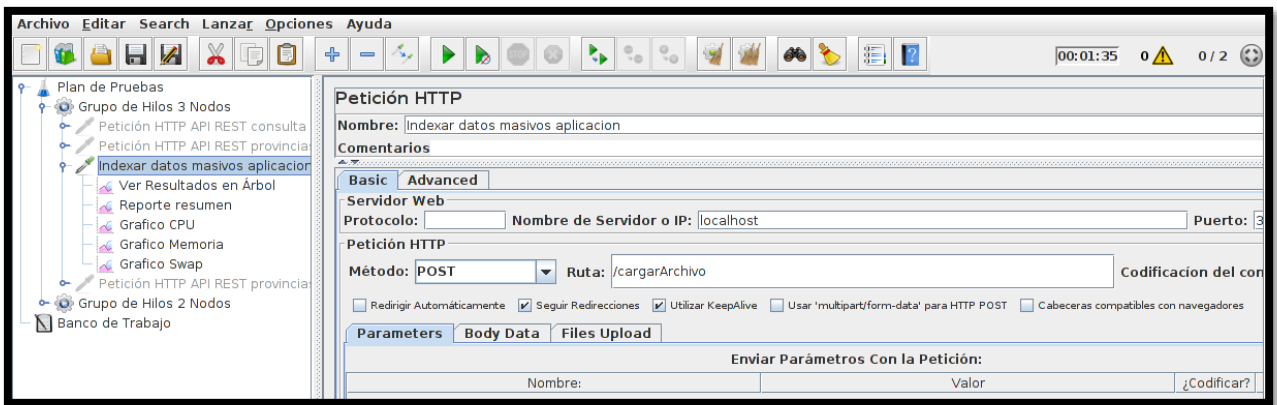 Archivo Editar Search Lanzar Opciones Ayuda
00:01:35 0 0 / 2
Plan de Pruebas
Grupo de Hilos 3 Nodos
Petición HTTP API REST consulta
Petición HTTP API REST provincia
Indexar datos masivos aplicacion
Ver Resultados en Árbol
Reporte resumen
Grafico CPU
Grafico Memoria
Grafico Swap
Petición HTTP API REST provincia
Grupo de Hilos 2 Nodos
Banco de Trabajo
Petición HTTP
Nombre: Indexar datos masivos aplicacion
Comentarios
Basic Advanced
Servidor Web
Protocolo: Nombre de Servidor o IP: localhost Puerto: 3
Petición HTTP
Método: POST Ruta: /cargarArchivo Codificacíon del con
Redirigir Automáticamente Seguir Redirecciones Utilizar KeepAlive Usar 'multipart/form-data' para HTTP POST Cabeceras compatibles con navegadores
Parameters Body Data Files Upload
Enviar Parámetros Con la Petición:
Nombre: Valor ¿Codificar?